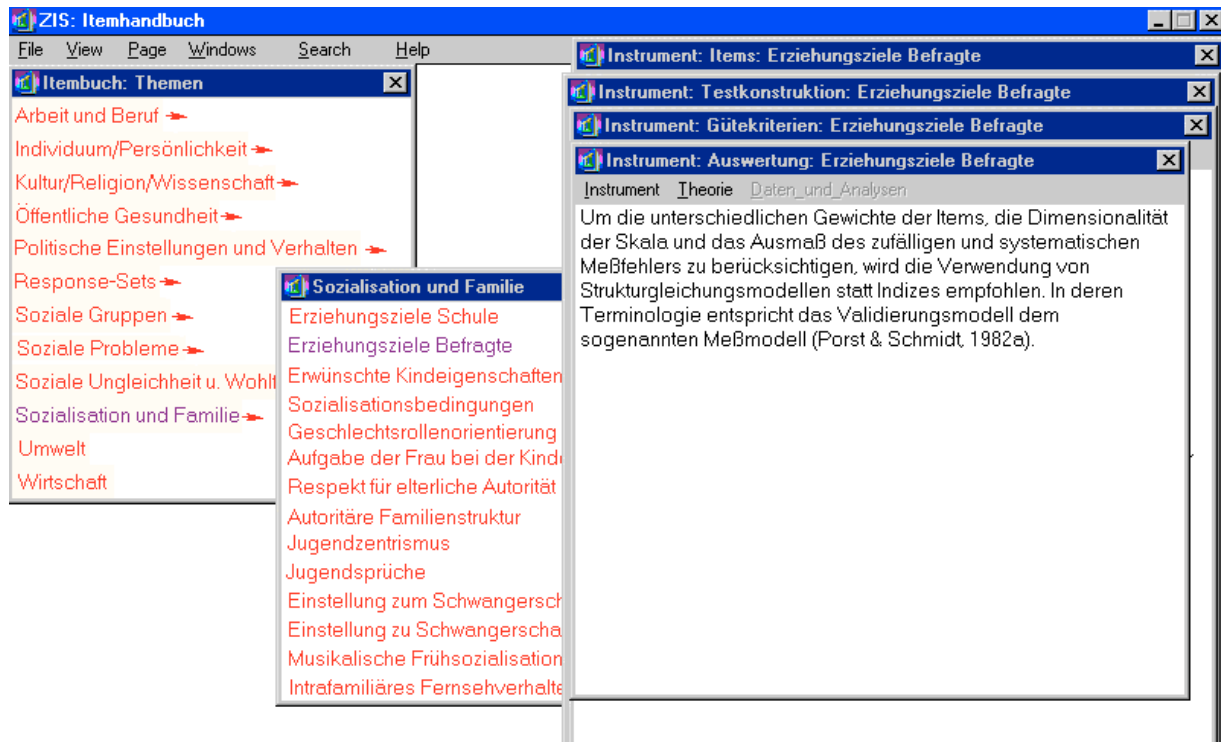 ZIS: Itemhandbuch
File View Page Windows Search Help
Itembuch: Themen
Arbeit und Beruf
Individuum/Persönlichkeit
Kultur/Religion/Wissenschaft
Öffentliche Gesundheit
Politische Einstellungen und Verhalten
Response-Sets
Soziale Gruppen
Soziale Probleme
Soziale Ungleichheit u. Wohlf
Sozialisation und Familie
Umwelt
Wirtschaft
Sozialisation und Familie
Erziehungsziele Schule
Erziehungsziele Befragte
Erwünschte Kindeigenschaften
Sozialisationsbedingungen
Geschlechtsrollenorientierung
Aufgabe der Frau bei der Kinde
Respekt für elterliche Autorität
Autoritäre Familienstruktur
Jugendzentrismus
Jugendsprüche
Einstellung zum Schwangersch
Einstellung zu Schwangerscha
Musikalische Frühsozialisation
Intrafamiliäres Fernsehverhalte
Instrument: Items: Erziehungsziele Befragte
Instrument: Testkonstruktion: Erziehungsziele Befragte
Instrument: Gütekriterien: Erziehungsziele Befragte
Instrument: Auswertung: Erziehungsziele Befragte
Instrument Theorie Daten_und_Analysen
Um die unterschiedlichen Gewichte der Items, die Dimensionalität
der Skala und das Ausmaß des zufälligen und systematischen
Meßfehlers zu berücksichtigen, wird die Verwendung von
Strukturgleichungsmodellen statt Indizes empfohlen. In deren
Terminologie entspricht das Validierungsmodell dem
sogenannten Meßmodell (Porst & Schmidt, 1982a).